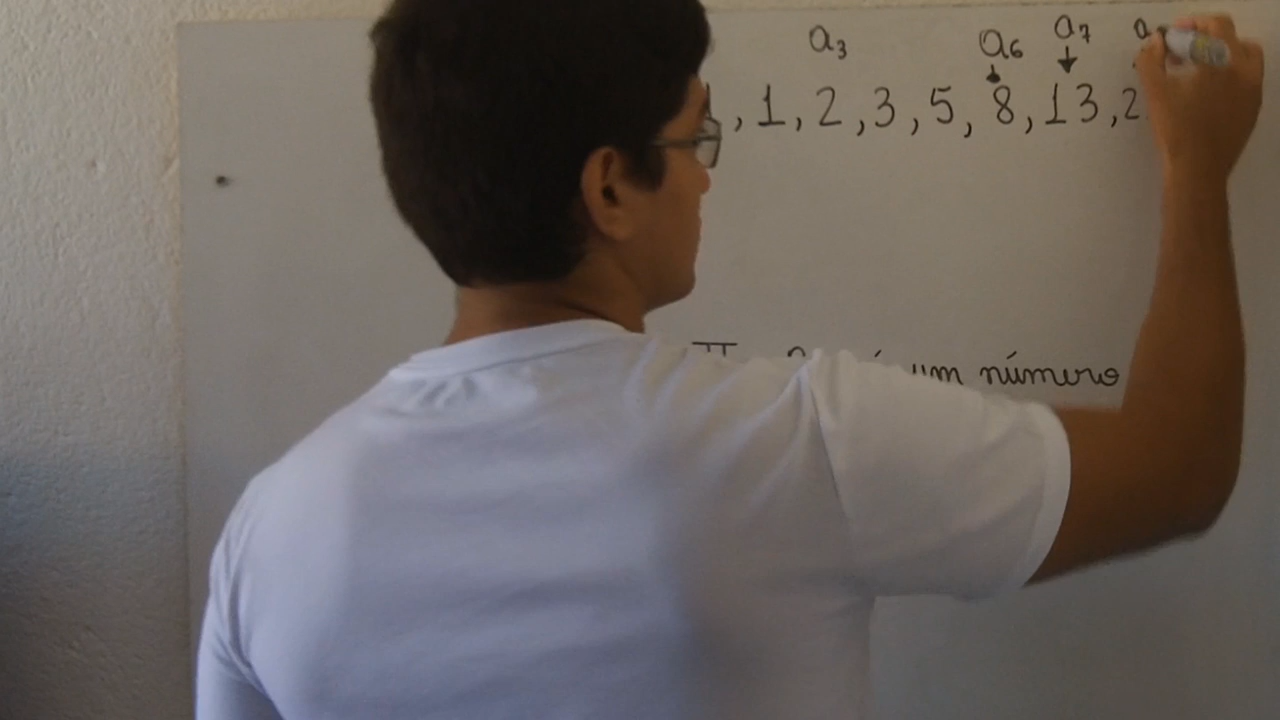 a₃ a₆ a₇ a
, 1, 2, 3, 5, 8, 13, 2
um número